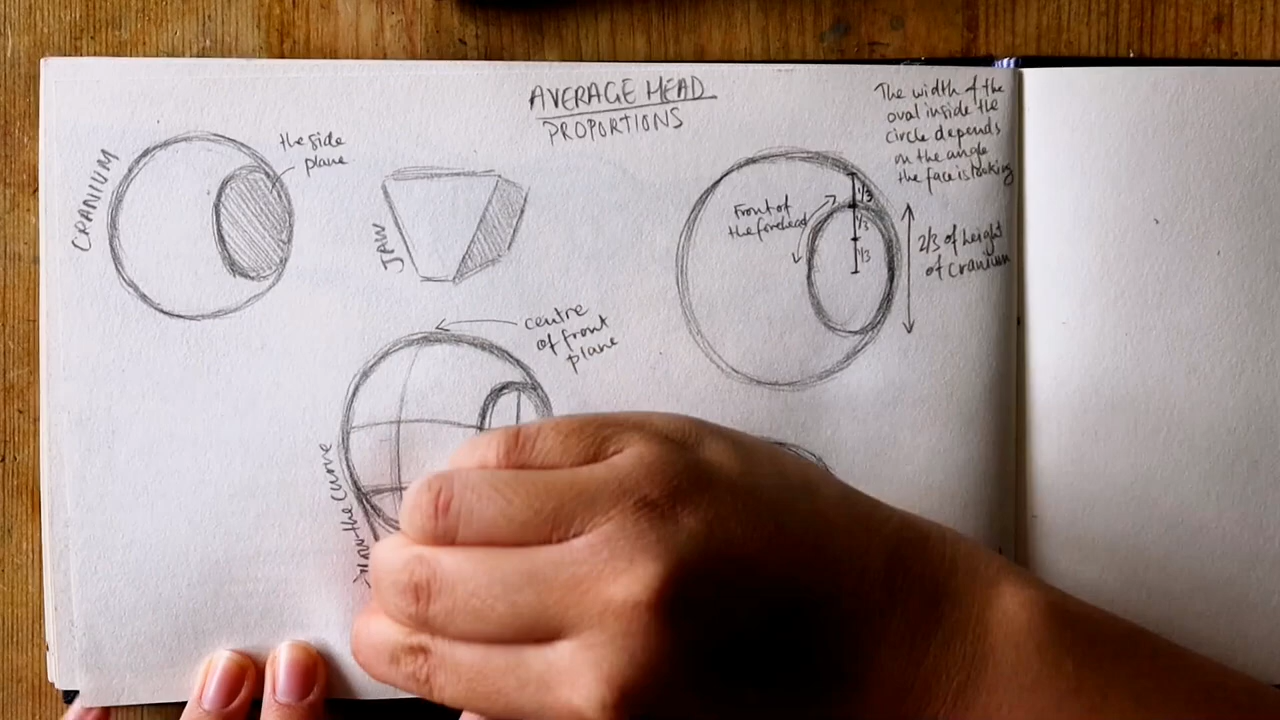 AVERAGE HEAD
PROPORTIONS
CRANIUM
the side
plane
JAW
The width of the
oval inside the
circle depends
on the angle
the face is looking
Front of
the forehead
1/3
1/3
1/3
2/3 of height
of cranium
centre
of front
plane
the curve